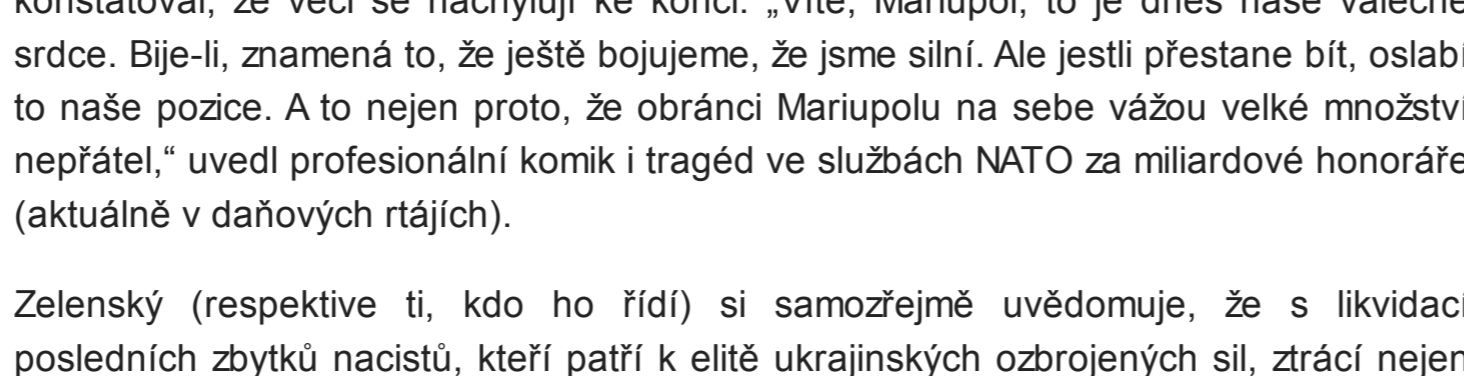 konstatoval, že věci se nachylují ke konci. „Víte, Mariupol, to je dnes naše válečné
srdce. Bije-li, znamená to, že ještě bojujeme, že jsme silní. Ale jestli přestane bít, oslabí
to naše pozice. A to nejen proto, že obránci Mariupolu na sebe vážou velké množství
nepřátel,“ uvedl profesionální komik i tragéd ve službách NATO za miliardové honoráře
(aktuálně v daňových rtájích).
Zelenský (respektive ti, kdo ho řídí) si samozřejmě uvědomuje, že s likvidací
posledních zbytků nacistů, kteří patří k elitě ukrajinských ozbrojených sil, ztrácí nejen